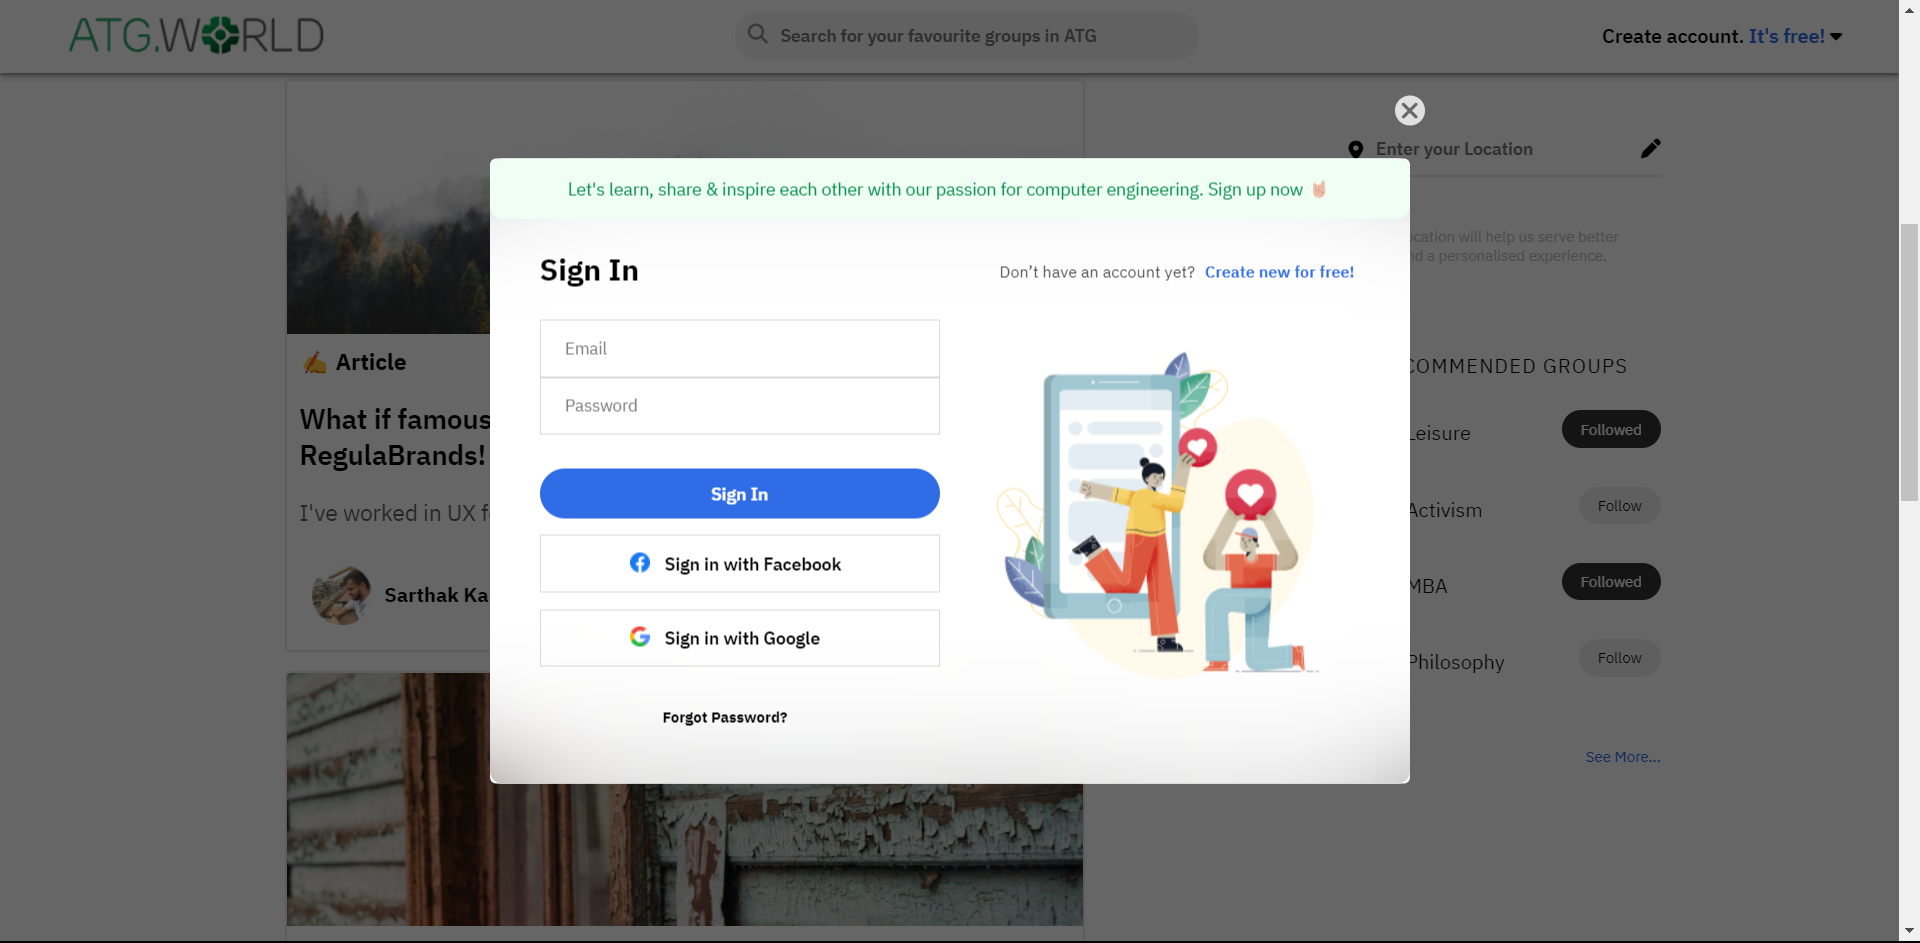 ATG.WORLD
Search for your favourite groups in ATG
Create account. It's free!
Enter your Location
Let's learn, share & inspire each other with our passion for computer engineering. Sign up now 🤘🏼
Sign In
Don't have an account yet? Create new for free!
Email
Password
Sign In
Sign in with Facebook
Sign in with Google
Forgot Password?
✍️ Article
What if famous
RegulaBrands!
I've worked in UX
Sarthak
will help us serve better
a personalised experience.
GROUPS
Leisure Followed
Activism Follow
MBA Followed
Philosophy Follow
See More...